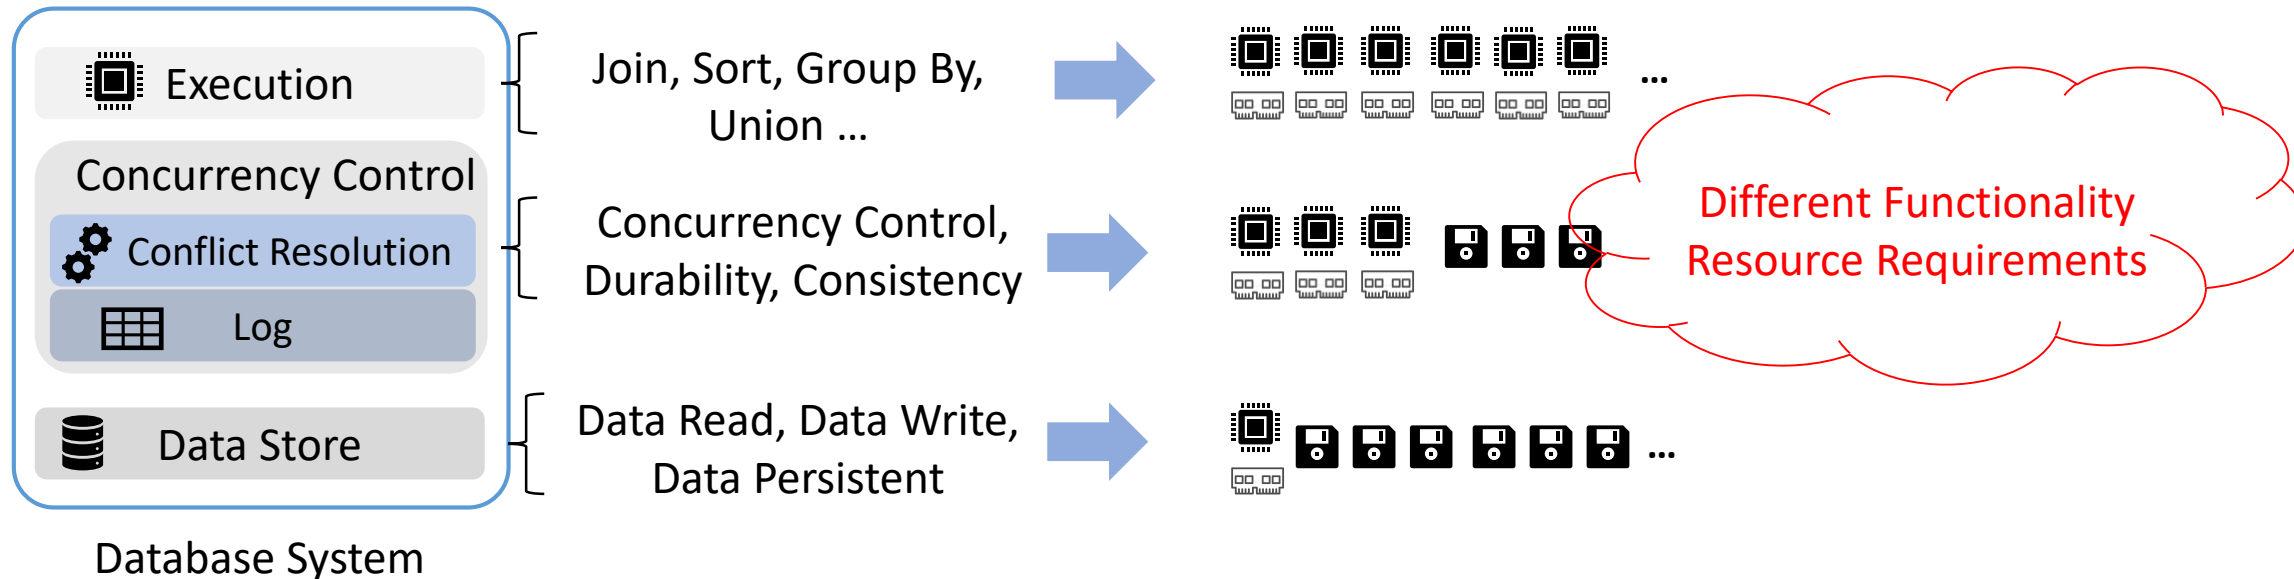 Execution
Concurrency Control
Conflict Resolution
Log
Data Store
Database System
Join, Sort, Group By,
Union ...
Concurrency Control,
Durability, Consistency
Data Read, Data Write,
Data Persistent
...
...
Different Functionality
Resource Requirements